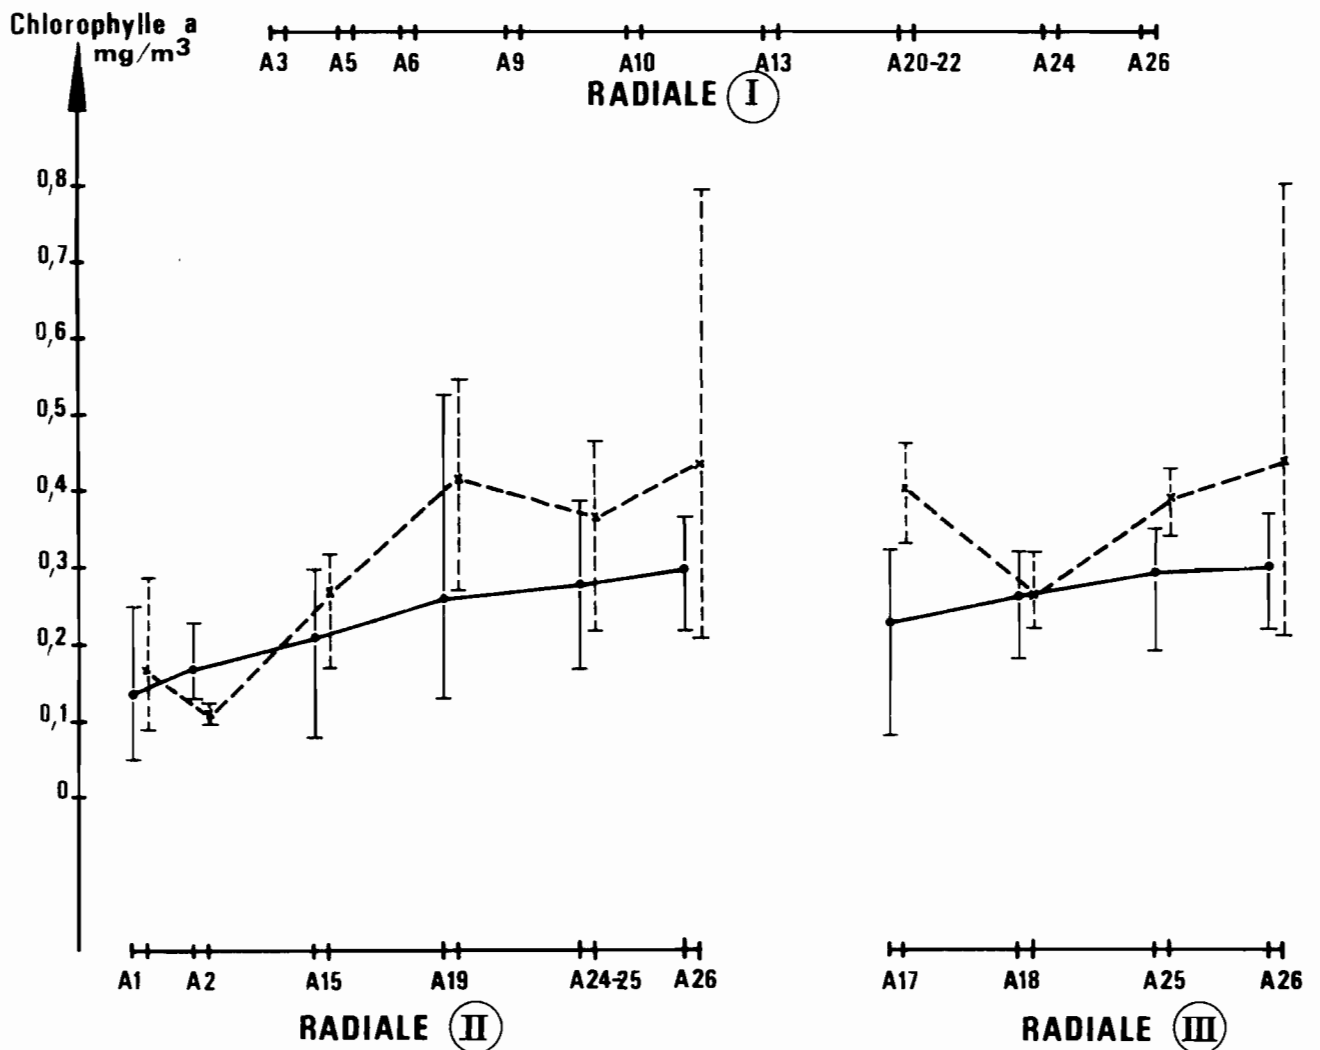 Chlorophylle a
mg/m³
A3 A5 A6 A9 A10 A13 A20-22 A24 A26
RADIALE I
0,8
0,7
0,6
0,5
0,4
0,3
0,2
0,1
0
A1 A2 A15 A19 A24-25 A26
A17 A18 A25 A26
RADIALE II
RADIALE III